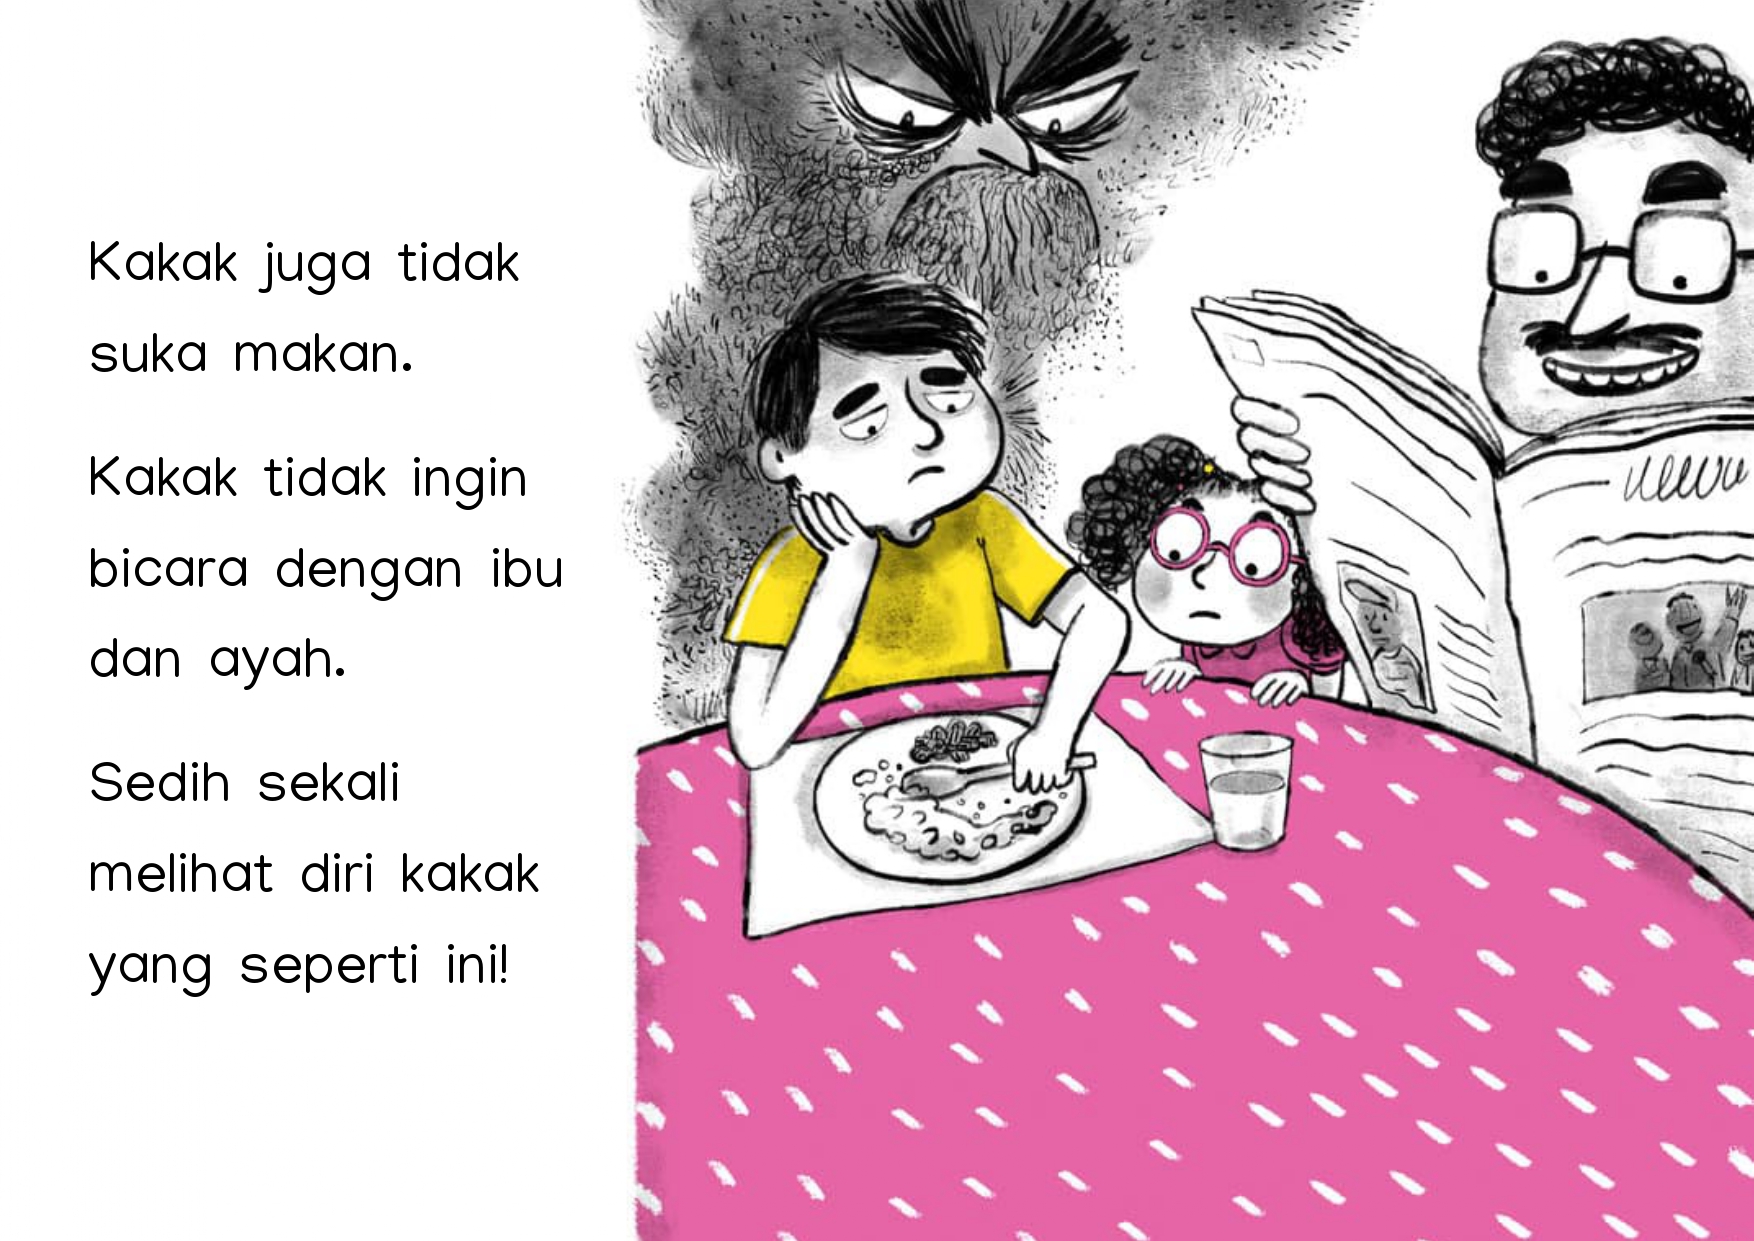 Kakak juga tidak
suka makan.
Kakak tidak ingin
bicara dengan ibu
dan ayah.
Sedih sekali
melihat diri kakak
yang seperti ini!